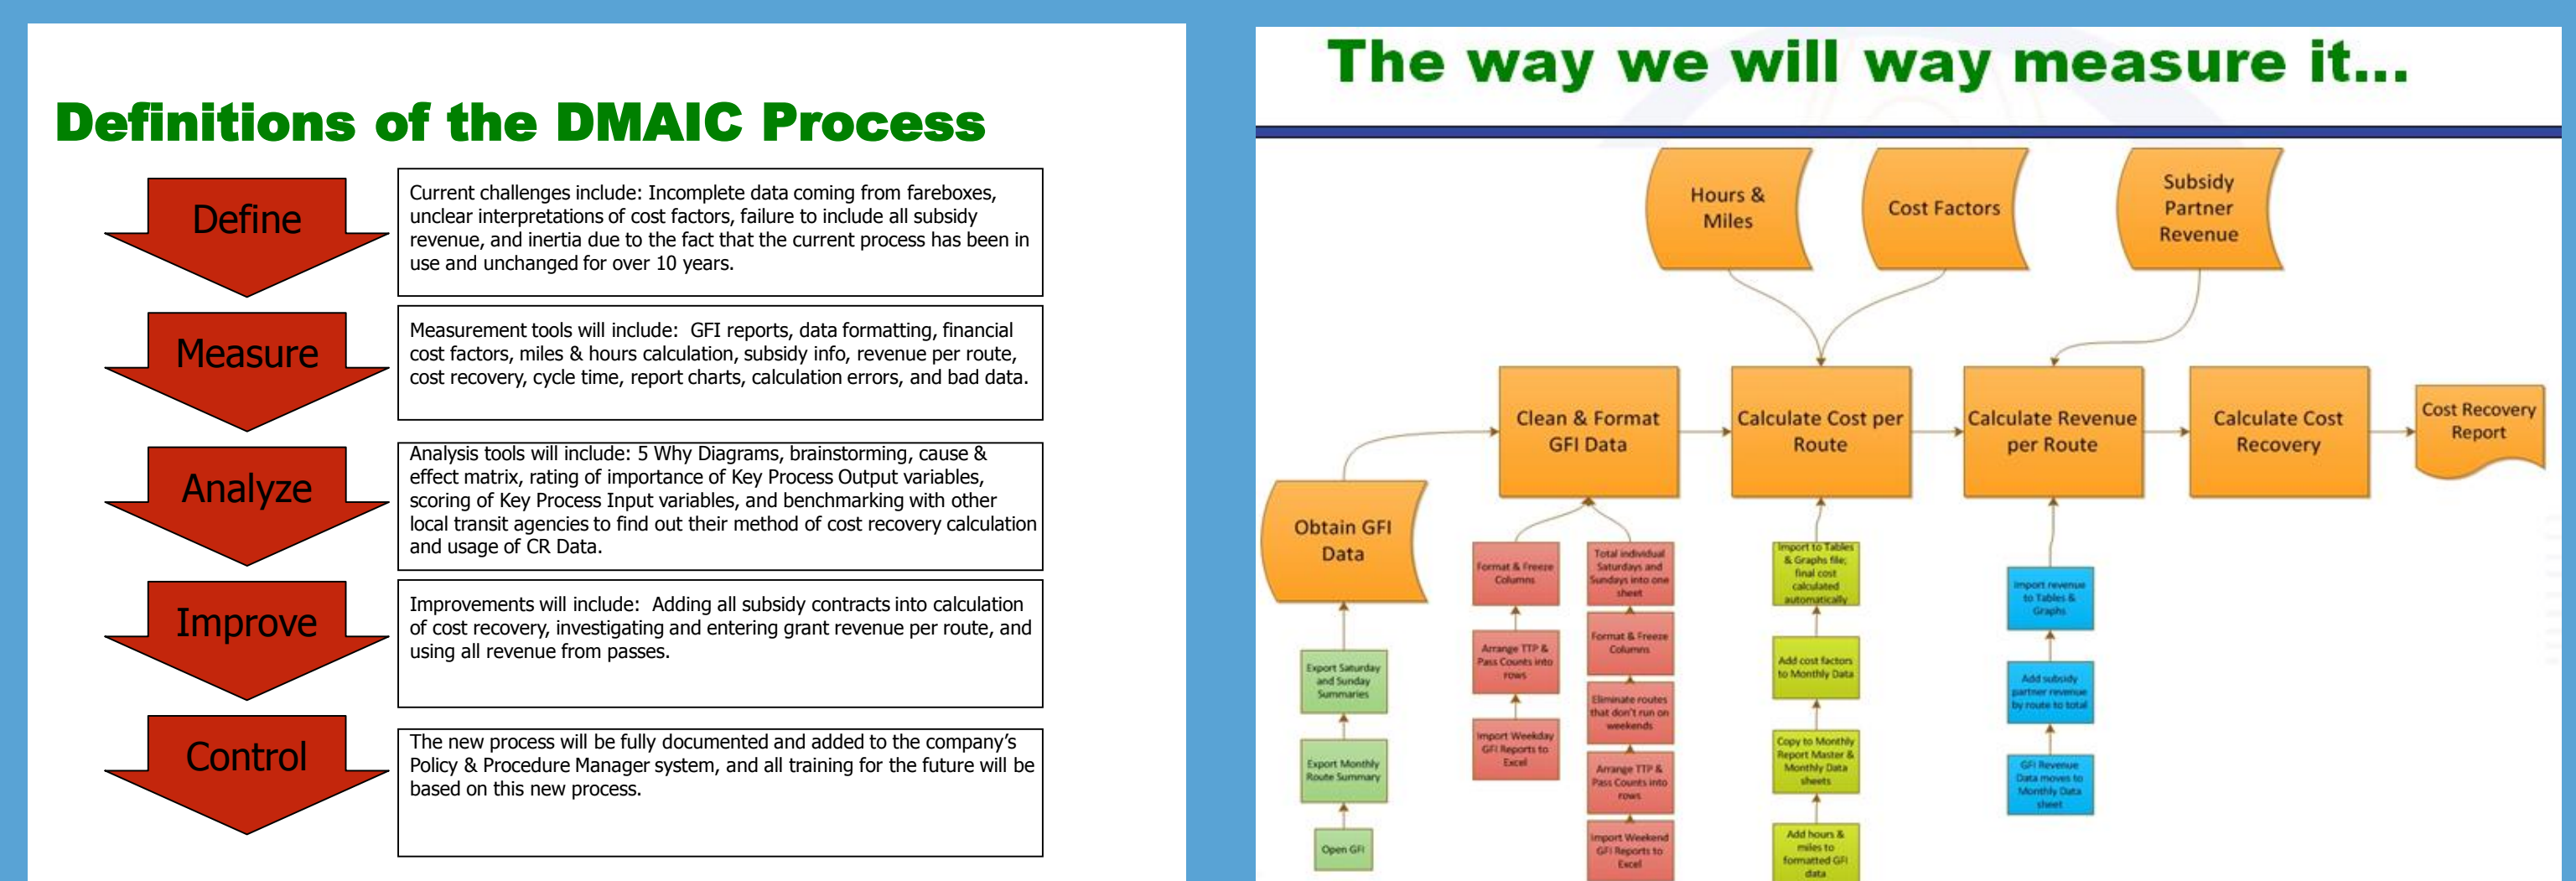 Definitions of the DMAIC Process
Define
Current challenges include: Incomplete data coming from fareboxes,
unclear interpretations of cost factors, failure to include all subsidy
revenue, and inertia due to the fact that the current process has been in
use and unchanged for over 10 years.
Measure
Measurement tools will include: GFI reports, data formatting, financial
cost factors, miles & hours calculation, subsidy info, revenue per route,
cost recovery, cycle time, report charts, calculation errors, and bad data.
Analyze
Analysis tools will include: 5 Why Diagrams, brainstorming, cause &
effect matrix, rating of importance of Key Process Output variables,
scoring of Key Process Input variables, and benchmarking with other
local transit agencies to find out their method of cost recovery calculation
and usage of CR Data.
Improve
Improvements will include: Adding all subsidy contracts into calculation
of cost recovery, investigating and entering grant revenue per route, and
using all revenue from passes.
Control
The new process will be fully documented and added to the company's
Policy & Procedure Manager system, and all training for the future will be
based on this new process.
The way we will way measure it...
Hours &
Miles
Cost Factors
Subsidy
Partner
Revenue
Clean & Format
GFI Data
Calculate Cost per
Route
Calculate Revenue
per Route
Calculate Cost
Recovery
Cost Recovery
Report
Obtain GFI
Data
Export Saturday
and Sunday
Summaries
Export Monthly
Route Summary
Open GFI
Format & Freeze
Columns
Arrange TTP &
Pass Counts into
rows
Import Weekday
GFI Reports to
Excel
Total individual
Saturdays and
Sundays into one
sheet
Format & Freeze
Columns
Eliminate routes
that don't run on
weekends
Arrange TTP &
Pass Counts into
rows
Import Weekend
GFI Reports to
Excel
Import to Tables
& Graphs file;
final cost
calculated
automatically
Add cost factors
to Monthly Data
Copy to Monthly
Report Master &
Monthly Data
sheets
Add hours &
miles to
formatted GFI
data
Import revenue
to Tables &
Graphs
Add subsidy
partner revenue
by route to total
GFI Revenue
Data moves to
Monthly Data
sheet